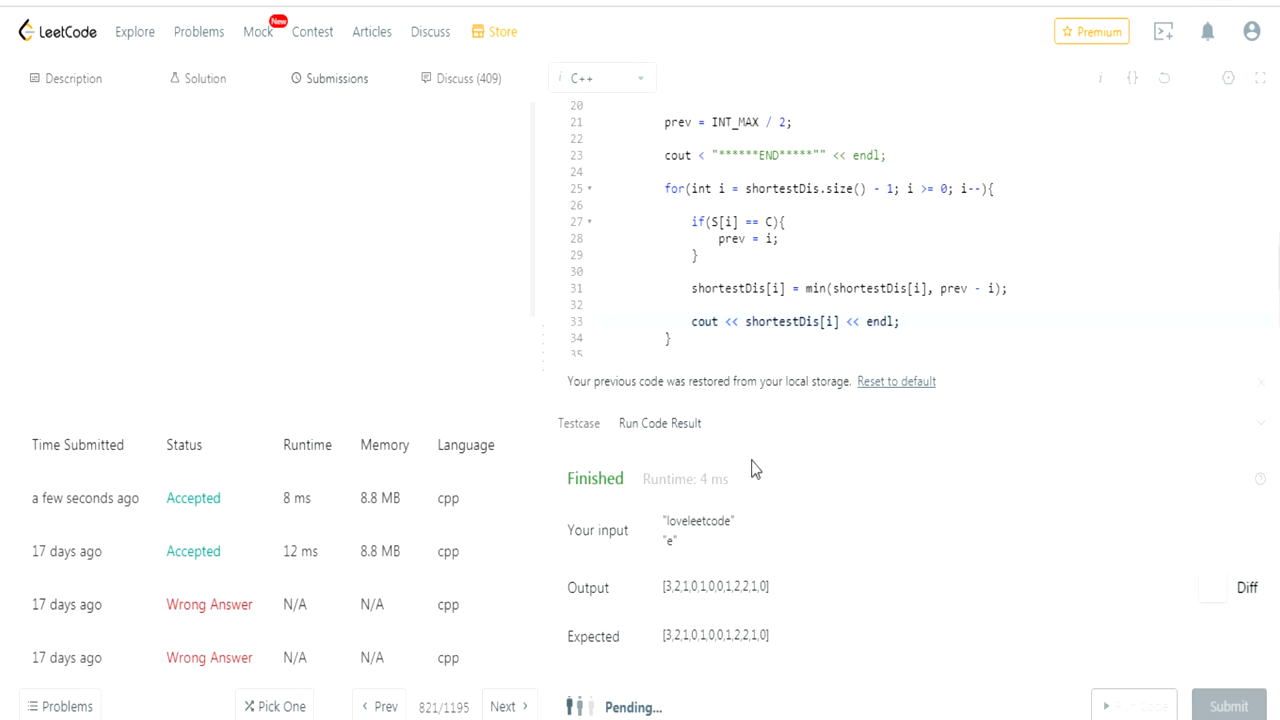 LeetCode Explore Problems Mock New Contest Articles Discuss Store Premium
Description Solution Submissions Discuss (409) i C++ i {}
20
21 prev = INT_MAX / 2;
22
23 cout < "******END*****"" << endl;
24
25 for(int i = shortestDis.size() - 1; i >= 0; i--){
26
27 if(S[i] == C){
28 prev = i;
29 }
30
31 shortestDis[i] = min(shortestDis[i], prev - i);
32
33 cout << shortestDis[i] << endl;
34 }
35
Your previous code was restored from your local storage. Reset to default
Testcase Run Code Result
Time Submitted Status Runtime Memory Language
a few seconds ago Accepted 8 ms 8.8 MB cpp
17 days ago Accepted 12 ms 8.8 MB cpp
17 days ago Wrong Answer N/A N/A cpp
17 days ago Wrong Answer N/A N/A cpp
Finished Runtime: 4 ms
Your input "loveleetcode"
"e"
Output [3,2,1,0,1,0,0,1,2,2,1,0] Diff
Expected [3,2,1,0,1,0,0,1,2,2,1,0]
Problems Pick One < Prev 821/1195 Next > Pending... Run Code Submit